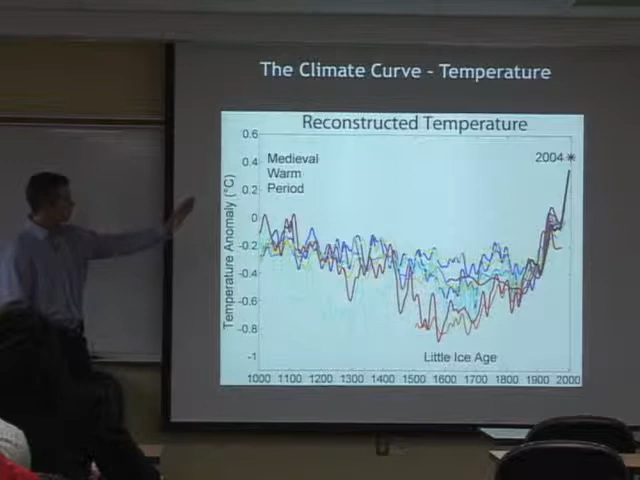 The Climate Curve - Temperature
Reconstructed Temperature
0.6
0.4
0.2
0
-0.2
-0.4
-0.6
-0.8
-1
Temperature Anomaly (°C)
Medieval
Warm
Period
2004 *
Little Ice Age
1000 1100 1200 1300 1400 1500 1600 1700 1800 1900 2000